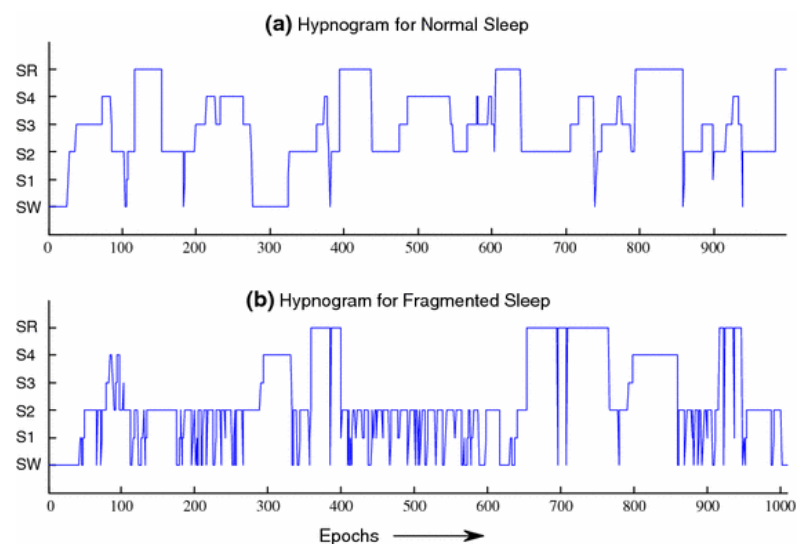 (a) Hypnogram for Normal Sleep
SR
S4
S3
S2
S1
SW
0 100 200 300 400 500 600 700 800 900
(b) Hypnogram for Fragmented Sleep
SR
S4
S3
S2
S1
SW
0 100 200 300 400 500 600 700 800 900 1000
Epochs